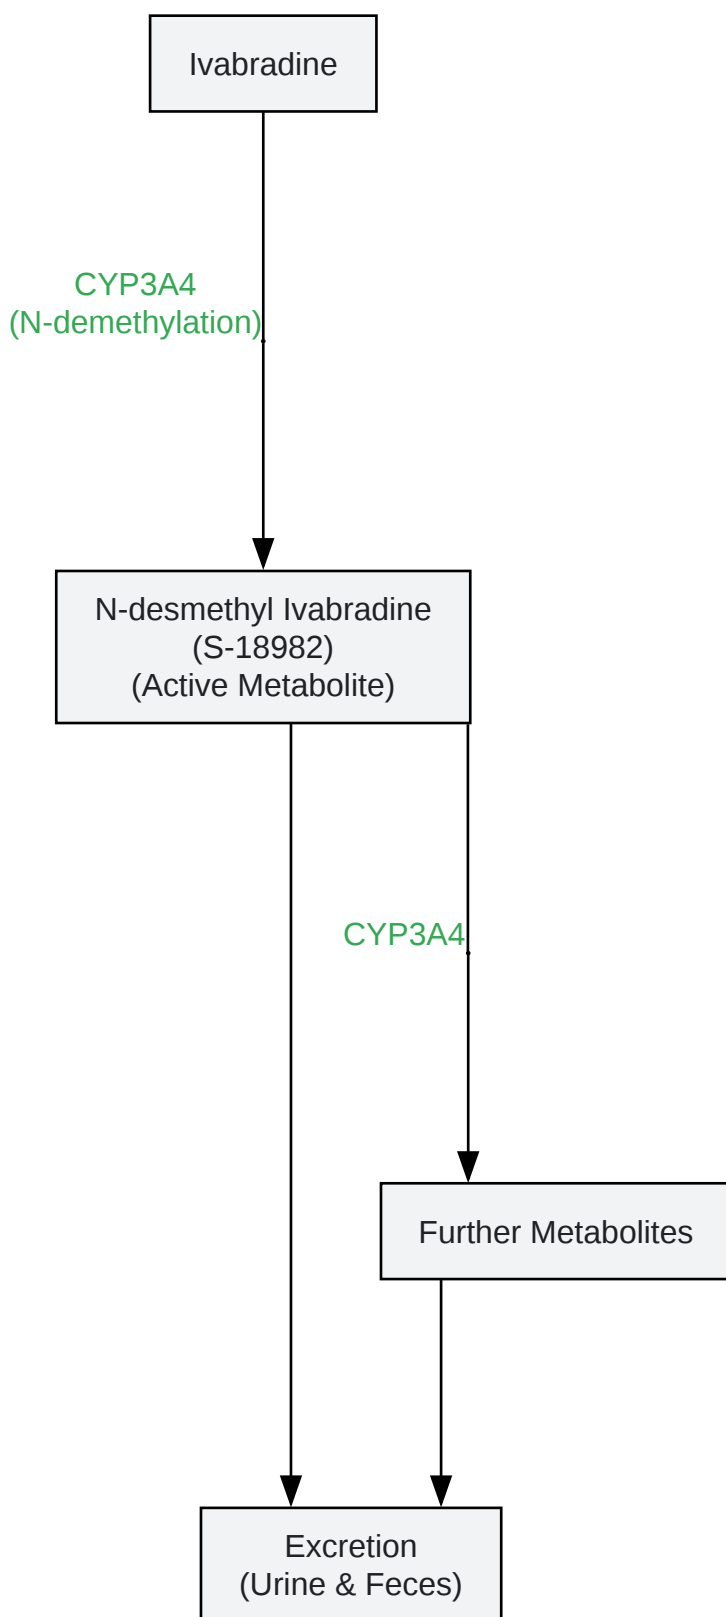 Ivabradine
CYP3A4
(N-demethylation)
N-desmethyl Ivabradine
(S-18982)
(Active Metabolite)
CYP3A4
Further Metabolites
Excretion
(Urine & Feces)